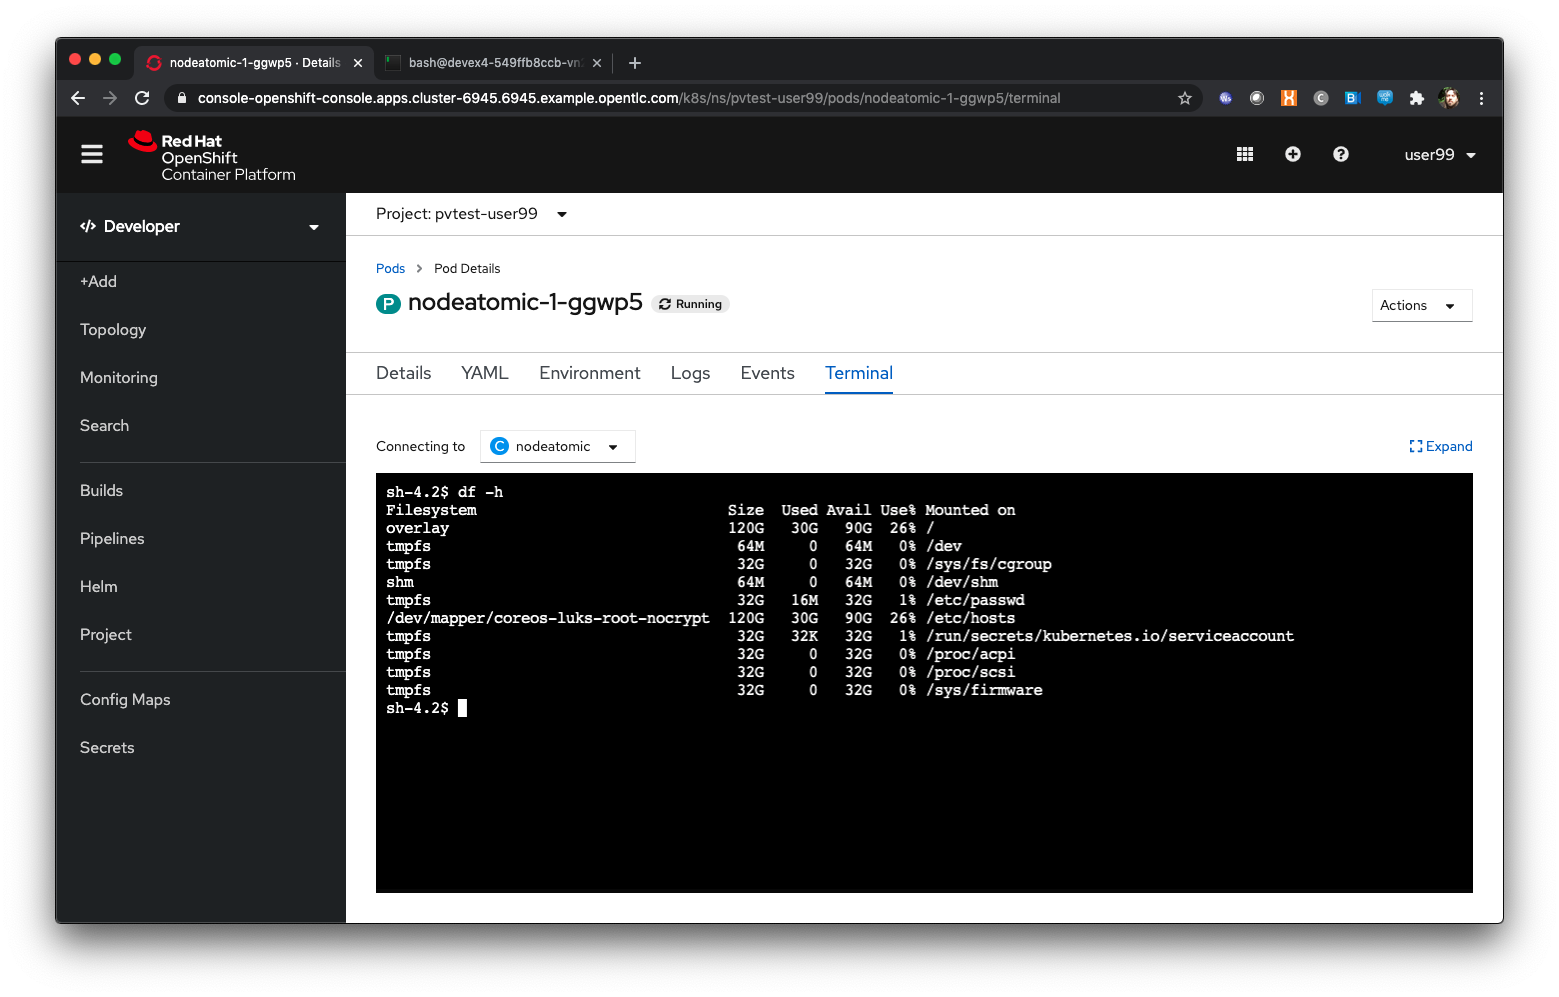 nodeatomic-1-ggwp5 · Details
bash@devex4-549ffb8ccb-vn
console-openshift-console.apps.cluster-6945.6945.example.opentlc.com/k8s/ns/pvtest-user99/pods/nodeatomic-1-ggwp5/terminal
Red Hat
OpenShift
Container Platform
user99
Developer
+Add
Topology
Monitoring
Search
Builds
Pipelines
Helm
Project
Config Maps
Secrets
Project: pvtest-user99
Pods > Pod Details
P nodeatomic-1-ggwp5 Running
Actions
Details YAML Environment Logs Events Terminal
Connecting to C nodeatomic
Expand
sh-4.2$ df -h
Filesystem Size Used Avail Use% Mounted on
overlay 120G 30G 90G 26% /
tmpfs 64M 0 64M 0% /dev
tmpfs 32G 0 32G 0% /sys/fs/cgroup
shm 64M 0 64M 0% /dev/shm
tmpfs 32G 16M 32G 1% /etc/passwd
/dev/mapper/coreos-luks-root-nocrypt 120G 30G 90G 26% /etc/hosts
tmpfs 32G 32K 32G 1% /run/secrets/kubernetes.io/serviceaccount
tmpfs 32G 0 32G 0% /proc/acpi
tmpfs 32G 0 32G 0% /proc/scsi
tmpfs 32G 0 32G 0% /sys/firmware
sh-4.2$